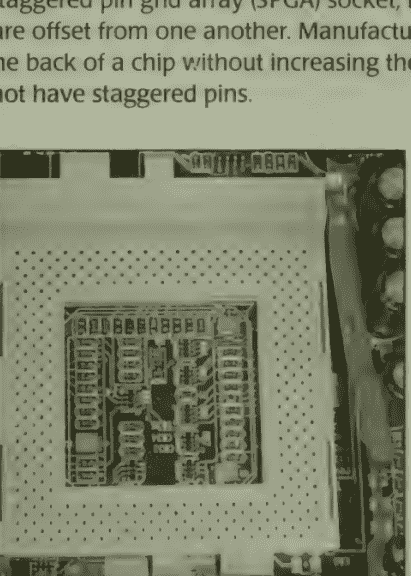 staggered pin grid array (SPGA) socket,
are offset from one another. Manufactu
he back of a chip without increasing the
not have staggered pins.